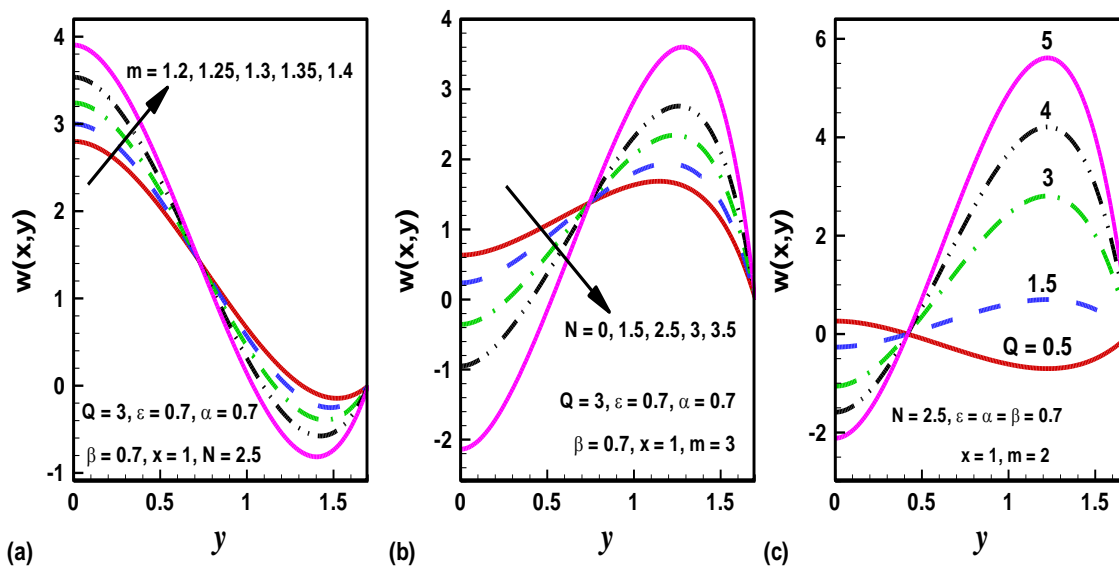 w(x,y)
4
3
2
1
0
-1
m = 1.2, 1.25, 1.3, 1.35, 1.4
Q = 3, ε = 0.7, α = 0.7
β = 0.7, x = 1, N = 2.5
0
0.5
1
1.5
y
(a)
w(x,y)
4
3
2
1
0
-1
-2
N = 0, 1.5, 2.5, 3, 3.5
Q = 3, ε = 0.7, α = 0.7
β = 0.7, x = 1, m = 3
0
0.5
1
1.5
y
(b)
w(x,y)
6
4
2
0
-2
5
4
3
1.5
Q = 0.5
N = 2.5, ε = α = β = 0.7
x = 1, m = 2
0
0.5
1
1.5
y
(c)